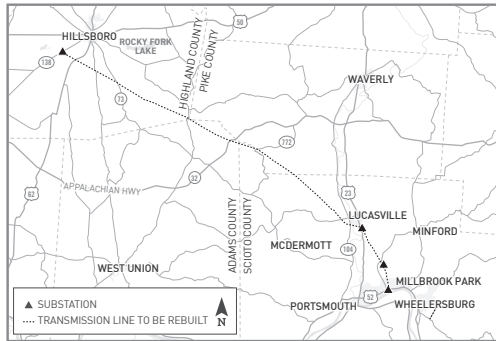 50
HILLSBORO
ROCKY FORK
LAKE
138
HIGHLAND COUNTY
PIKE COUNTY
WAVERLY
73
772
32
APPALACHIAN HWY
62
23
ADAMS COUNTY
SCIOTO COUNTY
LUCASVILLE
MCDERMOTT
104
MINFORD
WEST UNION
MILLBROOK PARK
52
PORTSMOUTH
WHEELERSBURG
SUBSTATION
TRANSMISSION LINE TO BE REBUILT
N